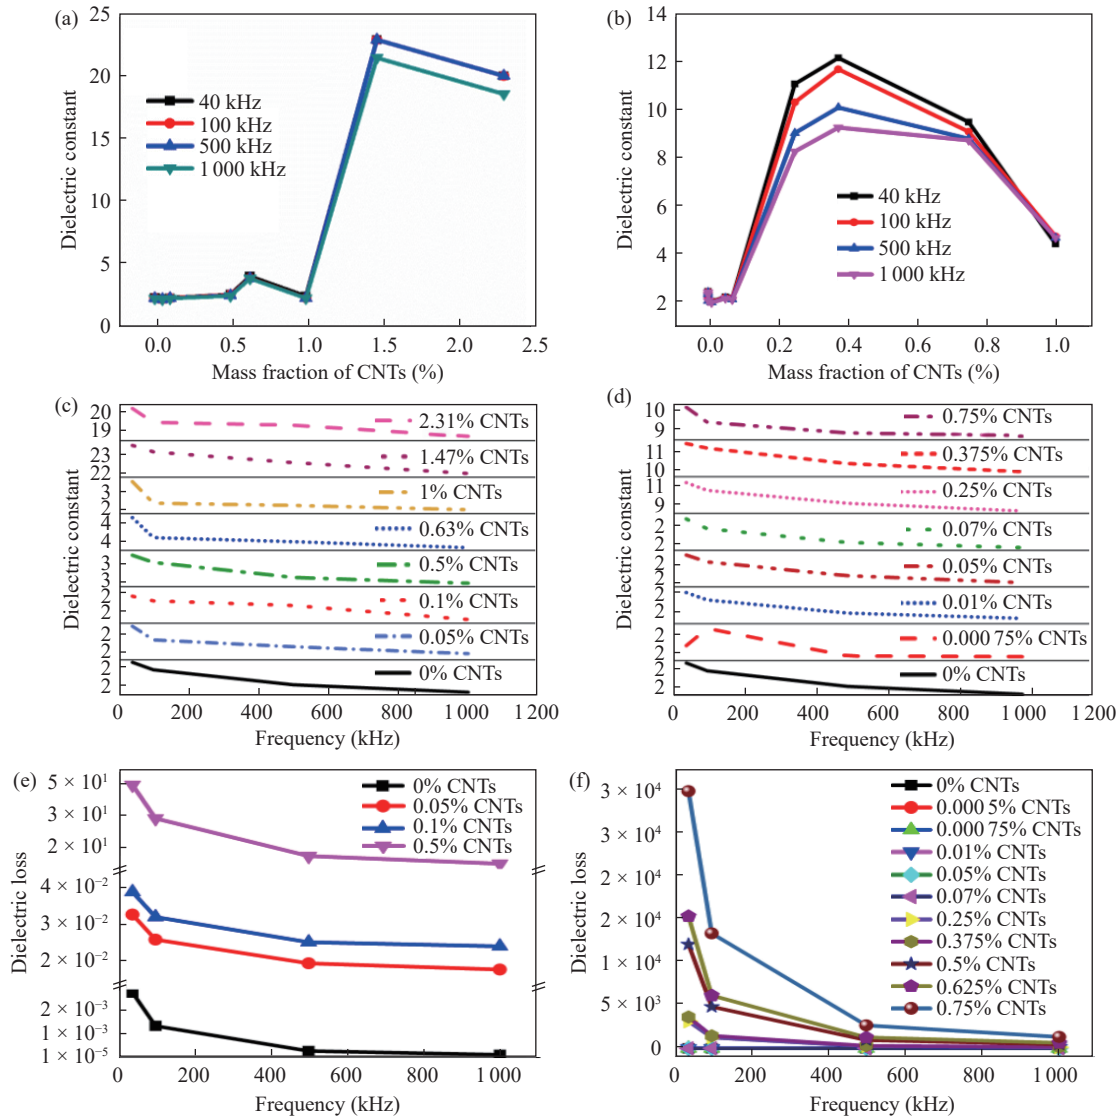 (a)
25
20
15
10
5
0
Dielectric constant
40 kHz
100 kHz
500 kHz
1 000 kHz
0.0 0.5 1.0 1.5 2.0 2.5
Mass fraction of CNTs (%)
(b)
14
12
10
8
6
4
2
Dielectric constant
40 kHz
100 kHz
500 kHz
1 000 kHz
0.0 0.2 0.4 0.6 0.8 1.0
Mass fraction of CNTs (%)
(c)
Dielectric constant
20
19
2.31% CNTs
23
22
1.47% CNTs
3
2
1% CNTs
4
4
0.63% CNTs
3
3
0.5% CNTs
2
2
0.1% CNTs
2
2
0.05% CNTs
2
2
0% CNTs
0 200 400 600 800 1 000 1 200
Frequency (kHz)
(d)
Dielectric constant
10
9
0.75% CNTs
11
10
0.375% CNTs
11
9
0.25% CNTs
2
2
0.07% CNTs
2
2
0.05% CNTs
2
2
0.01% CNTs
2
2
0.000 75% CNTs
2
2
0% CNTs
0 200 400 600 800 1 000 1 200
Frequency (kHz)
(e)
Dielectric loss
5 × 10¹
3 × 10¹
2 × 10¹
4 × 10⁻²
3 × 10⁻²
2 × 10⁻²
2 × 10⁻³
1 × 10⁻³
1 × 10⁻⁵
0% CNTs
0.05% CNTs
0.1% CNTs
0.5% CNTs
0 200 400 600 800 1 000
Frequency (kHz)
(f)
Dielectric loss
3 × 10⁴
3 × 10⁴
2 × 10⁴
2 × 10⁴
1 × 10⁴
5 × 10³
0
0% CNTs
0.000 5% CNTs
0.000 75% CNTs
0.01% CNTs
0.05% CNTs
0.07% CNTs
0.25% CNTs
0.375% CNTs
0.5% CNTs
0.625% CNTs
0.75% CNTs
0 200 400 600 800 1 000
Frequency (kHz)